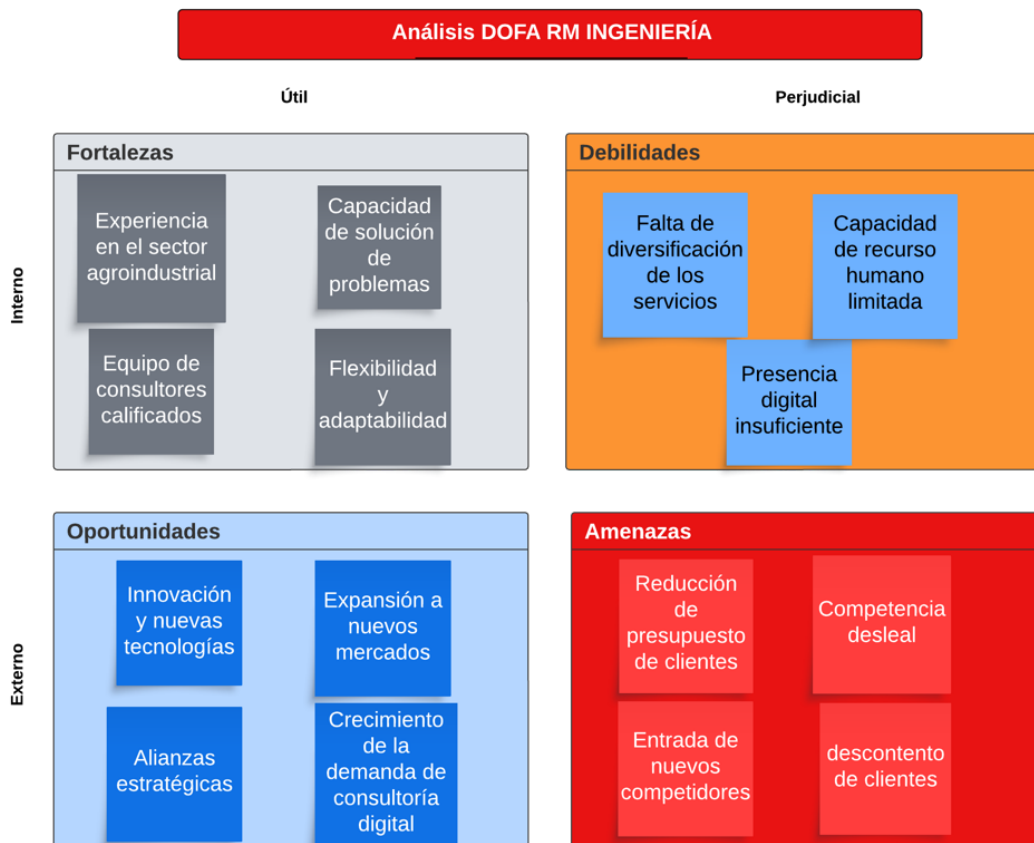 Análisis DOFA RM INGENIERÍA
Útil
Perjudicial
Interno
Fortalezas
Experiencia
en el sector
agroindustrial
Capacidad
de solución
de
problemas
Equipo de
consultores
calificados
Flexibilidad
y
adaptabilidad
Debilidades
Falta de
diversificación
de los
servicios
Capacidad
de recurso
humano
limitada
Presencia
digital
insuficiente
Externo
Oportunidades
Innovación
y nuevas
tecnologías
Expansión a
nuevos
mercados
Alianzas
estratégicas
Crecimiento
de la
demanda de
consultoría
digital
Amenazas
Reducción
de
presupuesto
de clientes
Competencia
desleal
Entrada de
nuevos
competidores
descontento
de clientes